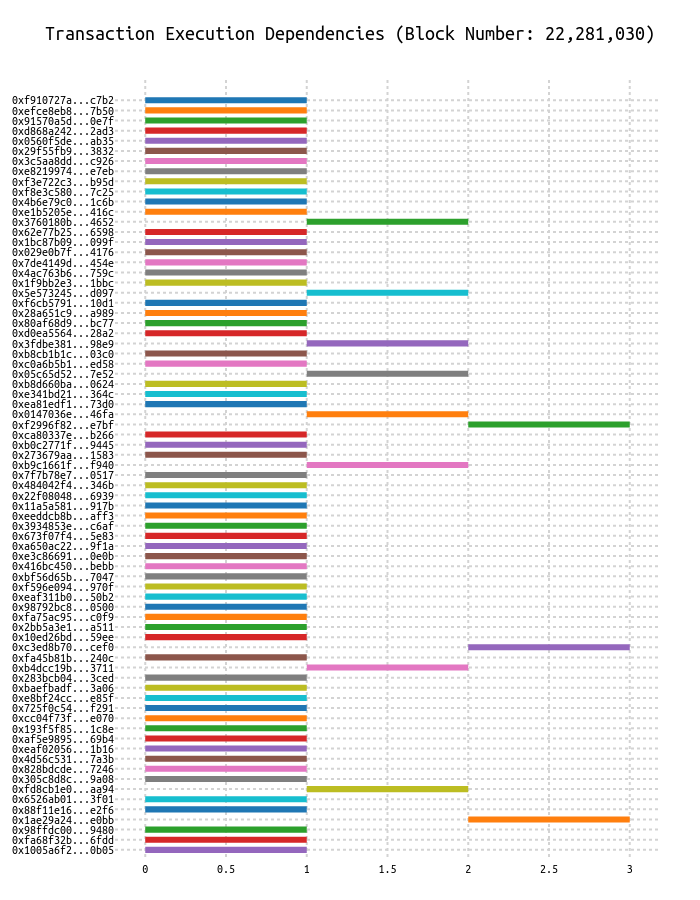 Transaction Execution Dependencies (Block Number: 22,281,030)
0xf910727a...c7b2
0xefce8eb8...7b50
0x91570a5d...0e7f
0xd868a242...2ad3
0x0560f5de...ab35
0x29f55fb9...3832
0x3c5aa8dd...c926
0xe8219974...e7eb
0xf3e722c3...b95d
0xf8e3c580...7c25
0x4b6e79c0...1c6b
0xe1b5205e...416c
0x3760180b...4652
0x62e77b25...6598
0x1bc87b09...099f
0x029e0b7f...4176
0x7de4149d...454e
0x4ac763b6...759c
0x1f9bb2e3...1bbc
0x5e573245...d097
0xf6cb5791...10d1
0x28a651c9...a989
0x80af68d9...bc77
0xd0ea5564...28a2
0x3fdbe381...98e9
0xb8cb1b1c...03c0
0xc0a6b5b1...ed58
0x05c65d52...7e52
0xb8d660ba...0624
0xe341bd21...364c
0xea81edf1...73d0
0x0147036e...46fa
0xf2996f82...e7bf
0xca80337e...b266
0xb0c2771f...9445
0x273679aa...1583
0xb9c1661f...f940
0x7f7b78e7...0517
0x484042f4...346b
0x22f08048...6939
0x11a5a581...917b
0xeeddcb8b...aff3
0x3934853e...c6af
0x673f07f4...5e83
0xa650ac22...9f1a
0xe3c86691...0e0b
0x416bc450...bebb
0xbf56d65b...7047
0xf596e094...970f
0xeaf311b0...50b2
0x98792bc8...0500
0xfa75ac95...c0f9
0x2bb5a3e1...a511
0x10ed26bd...59ee
0xc3ed8b70...cef0
0xfa45b81b...240c
0xb4dcc19b...3711
0x283bcb04...3ced
0xbaefbadf...3a06
0xe8bf24cc...e85f
0x725f0c54...f291
0xcc04f73f...e070
0x193f5f85...1c8e
0xaf5e9895...69b4
0xeaf02056...1b16
0x4d56c531...7a3b
0x828bdcde...7246
0x305c8d8c...9a08
0xfd8cb1e0...aa94
0x6526ab01...3f01
0x88f11e16...e2f6
0x1ae29a24...e0bb
0x98ffdc00...9480
0xfa68f32b...6fdd
0x1005a6f2...0b05
0 0.5 1 1.5 2 2.5 3